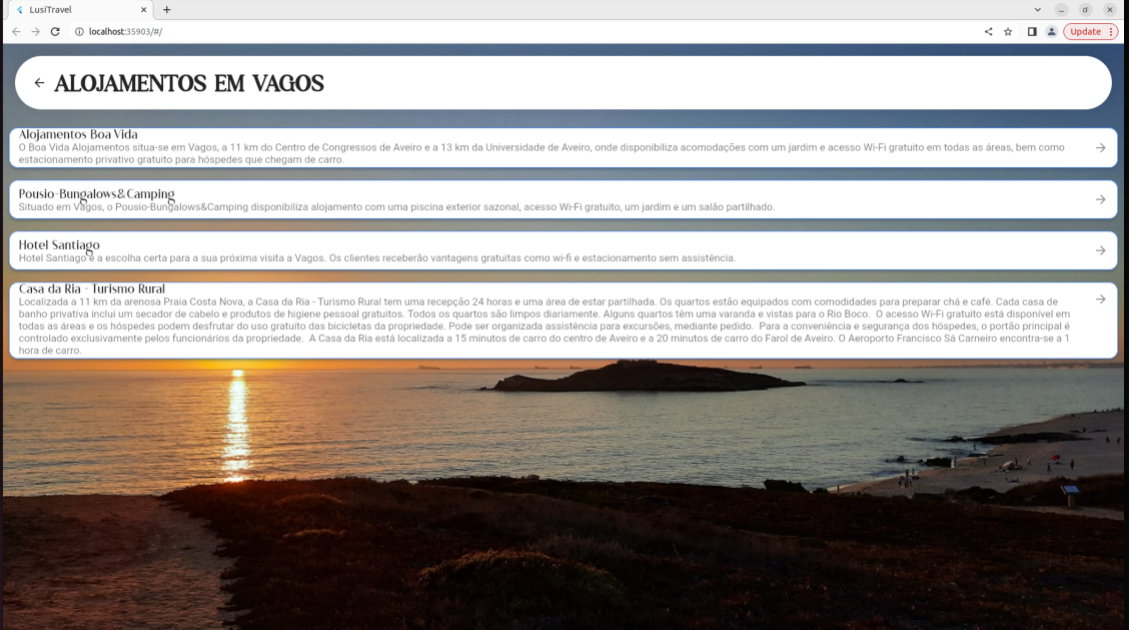 LusiTravel
localhost:35903/#/
Update
ALOJAMENTOS EM VAGOS
Alojamentos Boa Vida
O Boa Vida Alojamentos situa-se em Vagos, a 11 km do Centro de Congressos de Aveiro e a 13 km da Universidade de Aveiro, onde disponibiliza acomodações com um jardim e acesso Wi-Fi gratuito em todas as áreas, bem como
estacionamento privativo gratuito para hóspedes que chegam de carro.
Pousio-Bungalows&Camping
Situado em Vagos, o Pousio-Bungalows&Camping disponibiliza alojamento com uma piscina exterior sazonal, acesso Wi-Fi gratuito, um jardim e um salão partilhado.
Hotel Santiago
Hotel Santiago é a escolha certa para a sua próxima visita a Vagos. Os clientes receberão vantagens gratuitas como wi-fi e estacionamento sem assistência.
Casa da Ria - Turismo Rural
Localizada a 11 km da arenosa Praia Costa Nova, a Casa da Ria - Turismo Rural tem uma recepção 24 horas e uma área de estar partilhada. Os quartos estão equipados com comodidades para preparar chá e café. Cada casa de
banho privativa inclui um secador de cabelo e produtos de higiene pessoal gratuitos. Todos os quartos são limpos diariamente. Alguns quartos têm uma varanda e vistas para o Rio Boco.  O acesso Wi-Fi gratuito está disponível em
todas as áreas e os hóspedes podem desfrutar do uso gratuito das bicicletas da propriedade. Pode ser organizada assistência para excursões, mediante pedido.  Para a conveniência e segurança dos hóspedes, o portão principal é
controlado exclusivamente pelos funcionários da propriedade.  A Casa da Ria está localizada a 15 minutos de carro do centro de Aveiro e a 20 minutos de carro do Farol de Aveiro. O Aeroporto Francisco Sá Carneiro encontra-se a 1
hora de carro.